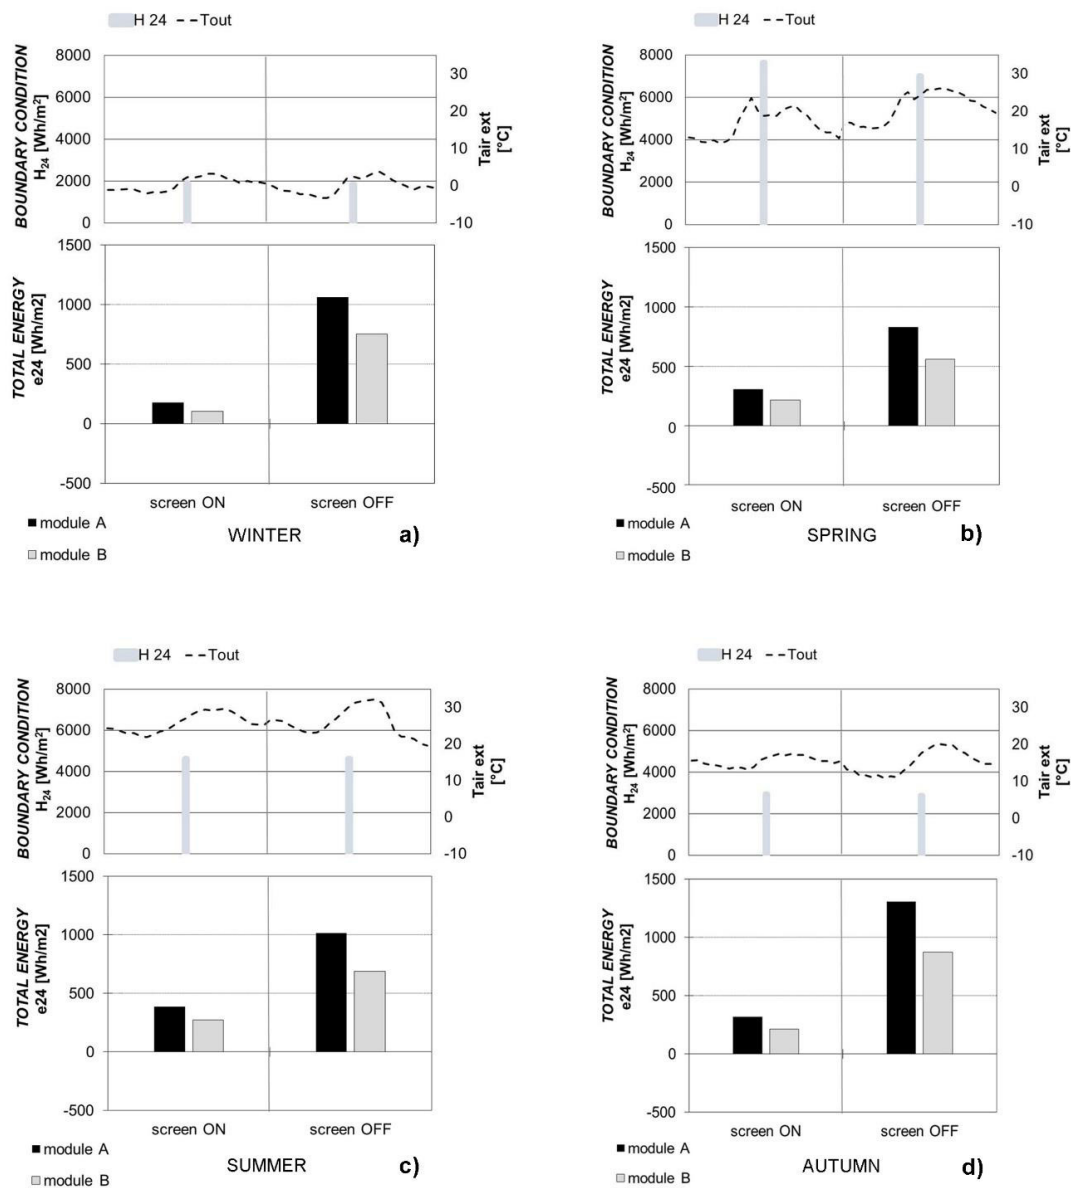 H 24 Tout
BOUNDARY CONDITION
H24 [Wh/m²]
8000
6000
4000
2000
0
30
20
10
0
-10
Tair ext
[°C]
TOTAL ENERGY
e24 [Wh/m2]
1500
1000
500
0
-500
screen ON screen OFF
module A
module B
WINTER a)
H 24 Tout
BOUNDARY CONDITION
H24 [Wh/m²]
8000
6000
4000
2000
0
30
20
10
0
-10
Tair ext
[°C]
TOTAL ENERGY
e24 [Wh/m2]
1500
1000
500
0
-500
screen ON screen OFF
module A
module B
SPRING b)
H 24 Tout
BOUNDARY CONDITION
H24 [Wh/m²]
8000
6000
4000
2000
0
30
20
10
0
-10
Tair ext
[°C]
TOTAL ENERGY
e24 [Wh/m2]
1500
1000
500
0
-500
screen ON screen OFF
module A
module B
SUMMER c)
H 24 Tout
BOUNDARY CONDITION
H24 [Wh/m²]
8000
6000
4000
2000
0
30
20
10
0
-10
Tair ext
[°C]
TOTAL ENERGY
e24 [Wh/m2]
1500
1000
500
0
-500
screen ON screen OFF
module A
module B
AUTUMN d)